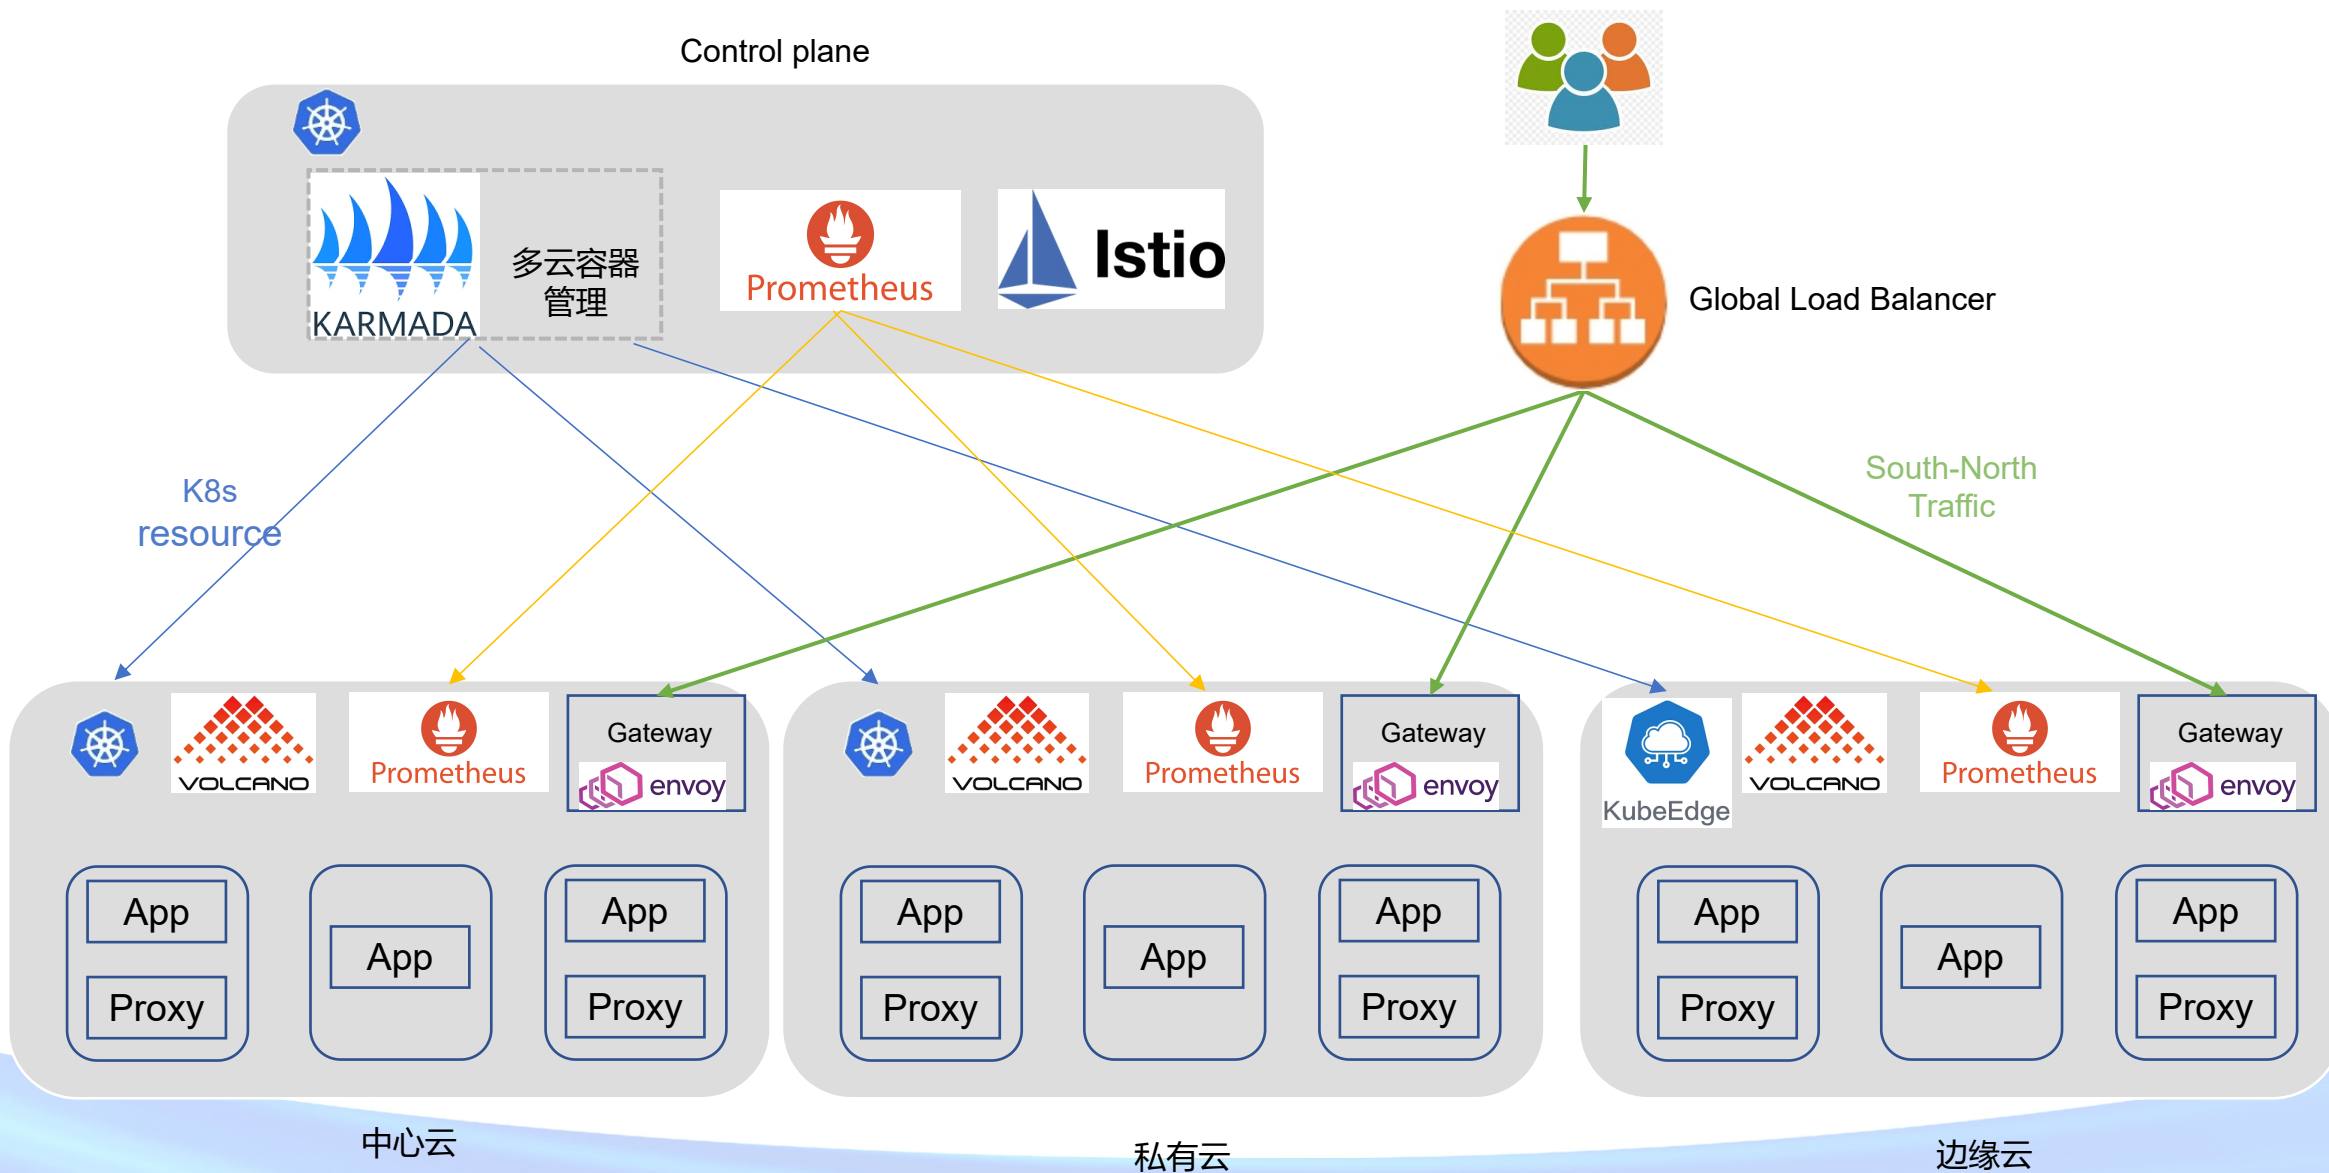 Control plane
KARMADA
多云容器
管理
Prometheus
Istio
Global Load Balancer
K8s
resource
South-North
Traffic
VOLCANO
Prometheus
Gateway
envoy
App
Proxy
App
App
Proxy
中心云
VOLCANO
Prometheus
Gateway
envoy
App
Proxy
App
App
Proxy
私有云
KubeEdge
VOLCANO
Prometheus
Gateway
envoy
App
Proxy
App
App
Proxy
边缘云